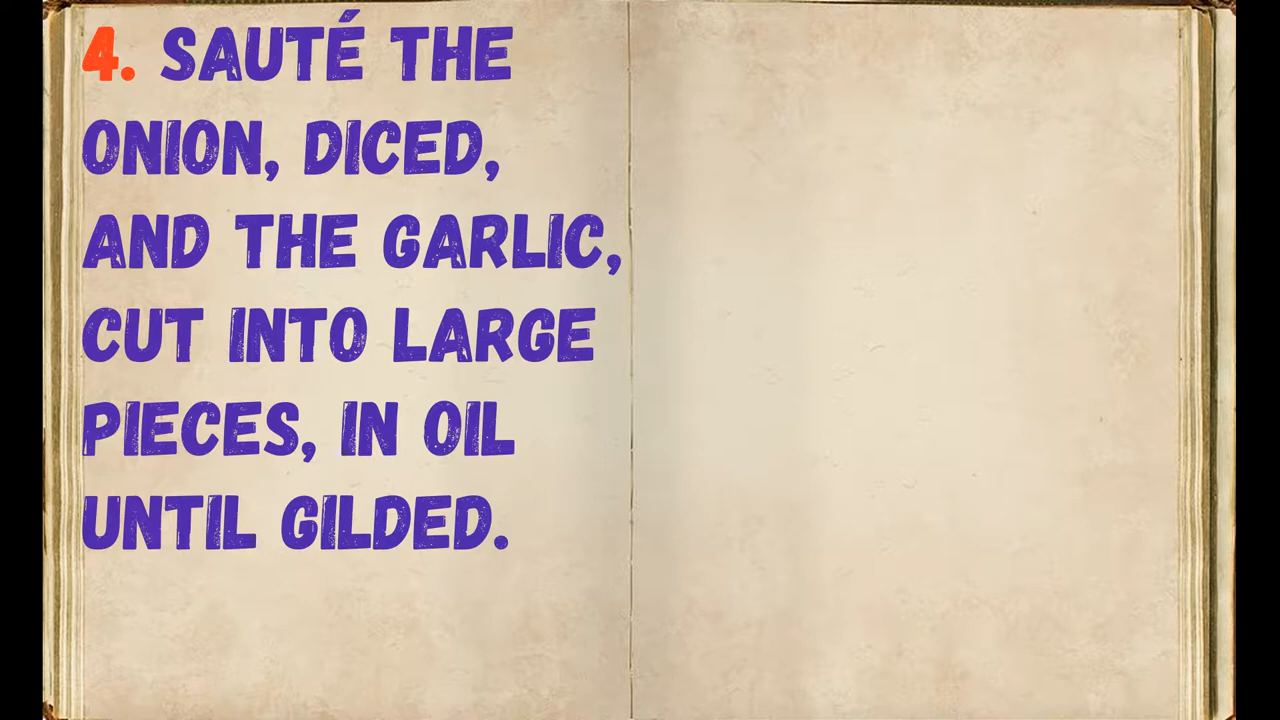 4. SAUTÉ THE
ONION, DICED,
AND THE GARLIC,
CUT INTO LARGE
PIECES, IN OIL
UNTIL GILDED.